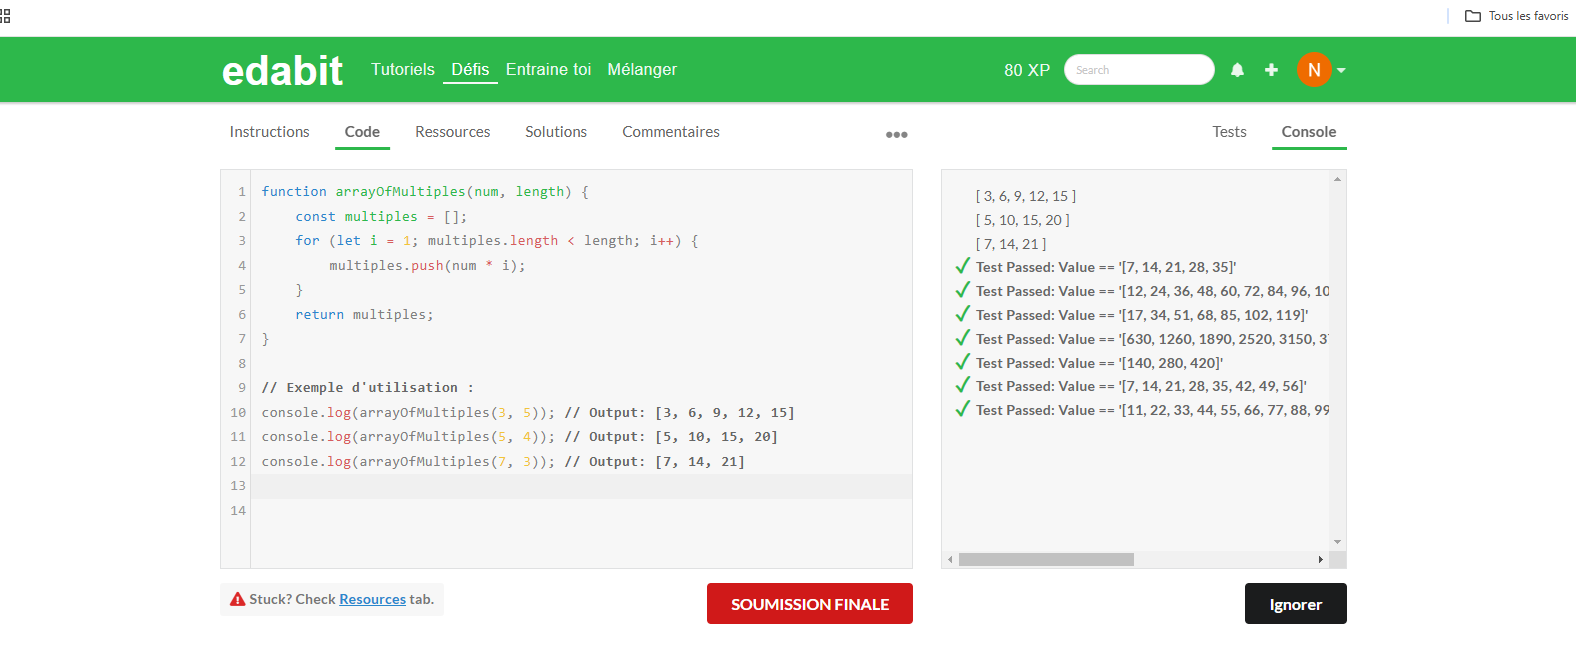 Tous les favoris
edabit Tutoriels Défis Entraine toi Mélanger 80 XP Search N
Instructions Code Ressources Solutions Commentaires ••• Tests Console
1 function arrayOfMultiples(num, length) {
2 const multiples = [];
3 for (let i = 1; multiples.length < length; i++) {
4 multiples.push(num * i);
5 }
6 return multiples;
7 }
8
9 // Exemple d'utilisation :
10 console.log(arrayOfMultiples(3, 5)); // Output: [3, 6, 9, 12, 15]
11 console.log(arrayOfMultiples(5, 4)); // Output: [5, 10, 15, 20]
12 console.log(arrayOfMultiples(7, 3)); // Output: [7, 14, 21]
13
14
[ 3, 6, 9, 12, 15 ]
[ 5, 10, 15, 20 ]
[ 7, 14, 21 ]
Test Passed: Value == '[7, 14, 21, 28, 35]'
Test Passed: Value == '[12, 24, 36, 48, 60, 72, 84, 96, 10
Test Passed: Value == '[17, 34, 51, 68, 85, 102, 119]'
Test Passed: Value == '[630, 1260, 1890, 2520, 3150, 37
Test Passed: Value == '[140, 280, 420]'
Test Passed: Value == '[7, 14, 21, 28, 35, 42, 49, 56]'
Test Passed: Value == '[11, 22, 33, 44, 55, 66, 77, 88, 99
Stuck? Check Resources tab.
SOUMISSION FINALE
Ignorer